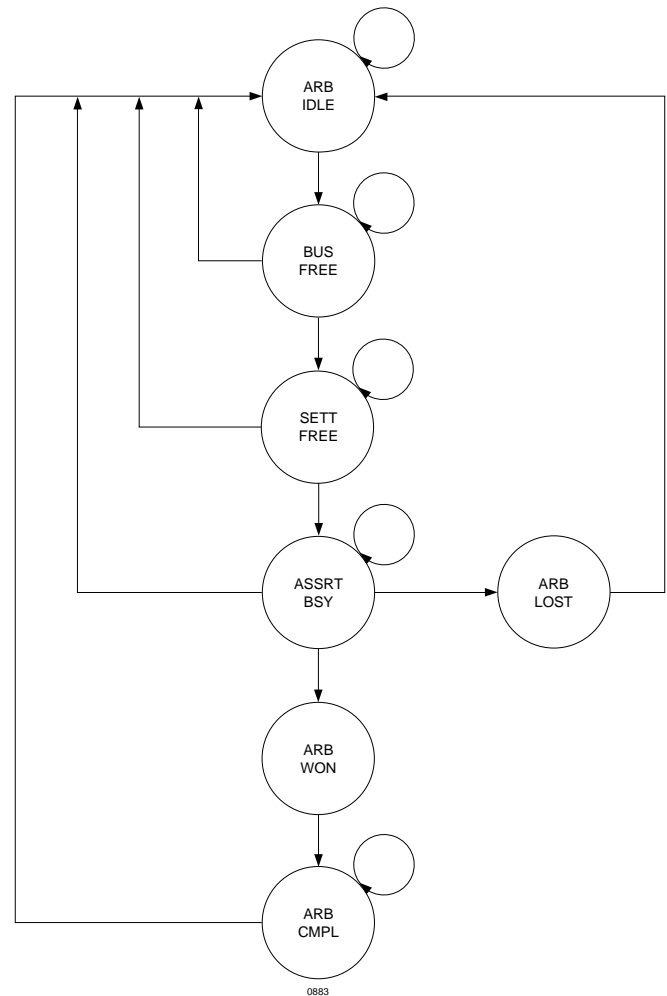 ARB
IDLE
BUS
FREE
SETT
FREE
ASSRT
BSY
ARB
LOST
ARB
WON
ARB
CMPL
0883